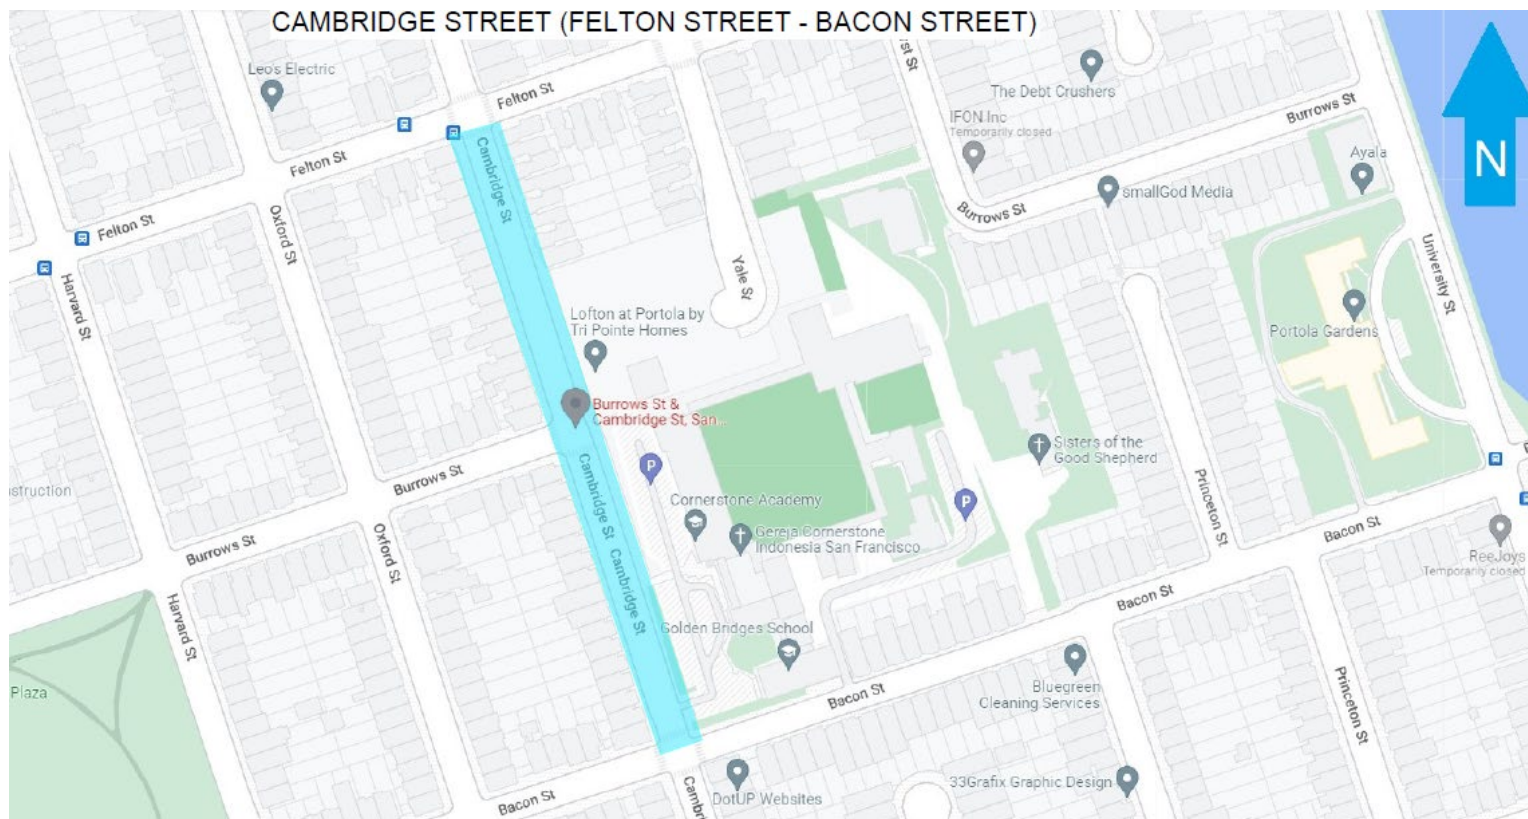 CAMBRIDGE STREET (FELTON STREET - BACON STREET)
Leo's Electric
Felton St
The Debt Crushers
IFON Inc
Temporarily closed
Burrows St
N
Ayala
Cambridge St
Felton St
smallGod Media
Burrows St
Felton St
Oxford St
Harvard St
Yale St
University St
Lofton at Portola by
Tri Pointe Homes
Portola Gardens
Burrows St &
Cambridge St, San...
Sisters of the
Good Shepherd
P
P
Burrows St
Cambridge St
Cornerstone Academy
Gereja Cornerstone
Indonesia San Francisco
Princeton St
Bacon St
ReeJoys
Temporarily closed
Burrows St
Oxford St
Cambridge St
Harvard St
Golden Bridges School
Bacon St
Plaza
Bacon St
Bluegreen
Cleaning Services
Princeton St
33Grafix Graphic Design
DotUP Websites
Bacon St